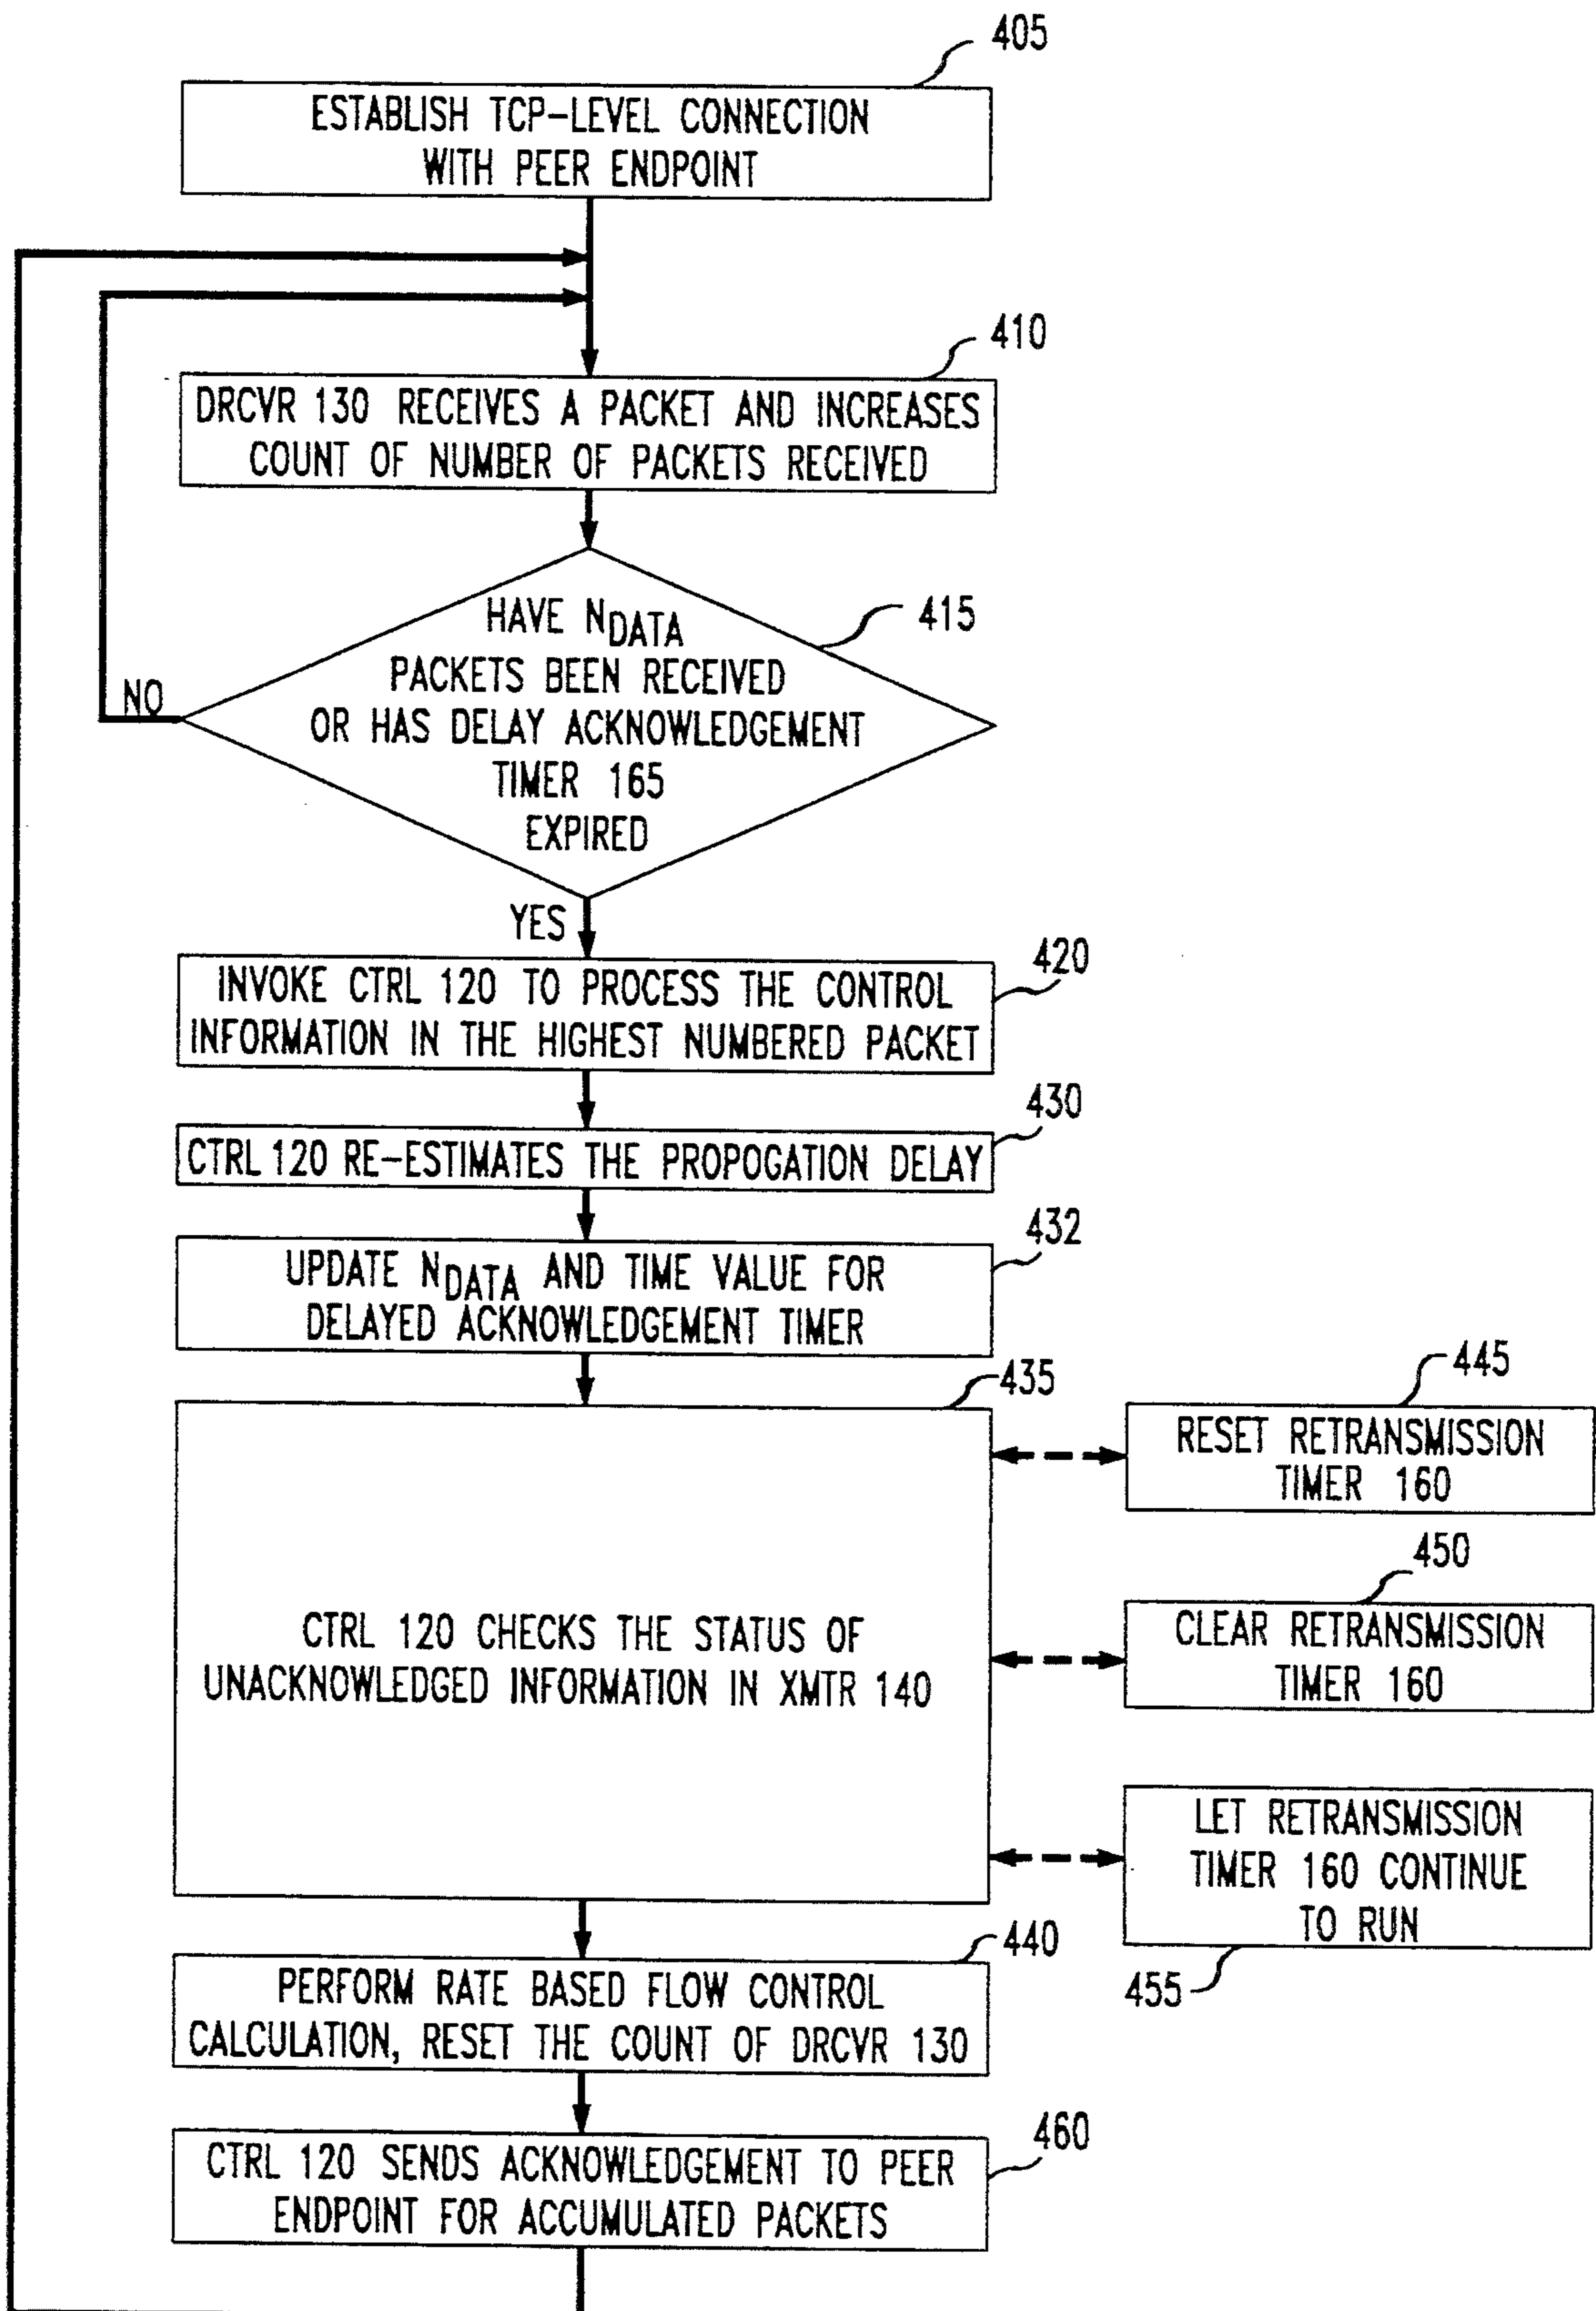 405
ESTABLISH TCP-LEVEL CONNECTION
WITH PEER ENDPOINT
410
DRCVR 130 RECEIVES A PACKET AND INCREASES
COUNT OF NUMBER OF PACKETS RECEIVED
415
HAVE NDATA
PACKETS BEEN RECEIVED
OR HAS DELAY ACKNOWLEDGEMENT
TIMER 165
EXPIRED
NO
YES
420
INVOKE CTRL 120 TO PROCESS THE CONTROL
INFORMATION IN THE HIGHEST NUMBERED PACKET
430
CTRL 120 RE-ESTIMATES THE PROPOGATION DELAY
432
UPDATE NDATA AND TIME VALUE FOR
DELAYED ACKNOWLEDGEMENT TIMER
435
CTRL 120 CHECKS THE STATUS OF
UNACKNOWLEDGED INFORMATION IN XMTR 140
445
RESET RETRANSMISSION
TIMER 160
450
CLEAR RETRANSMISSION
TIMER 160
LET RETRANSMISSION
TIMER 160 CONTINUE
TO RUN
455
440
PERFORM RATE BASED FLOW CONTROL
CALCULATION, RESET THE COUNT OF DRCVR 130
460
CTRL 120 SENDS ACKNOWLEDGEMENT TO PEER
ENDPOINT FOR ACCUMULATED PACKETS